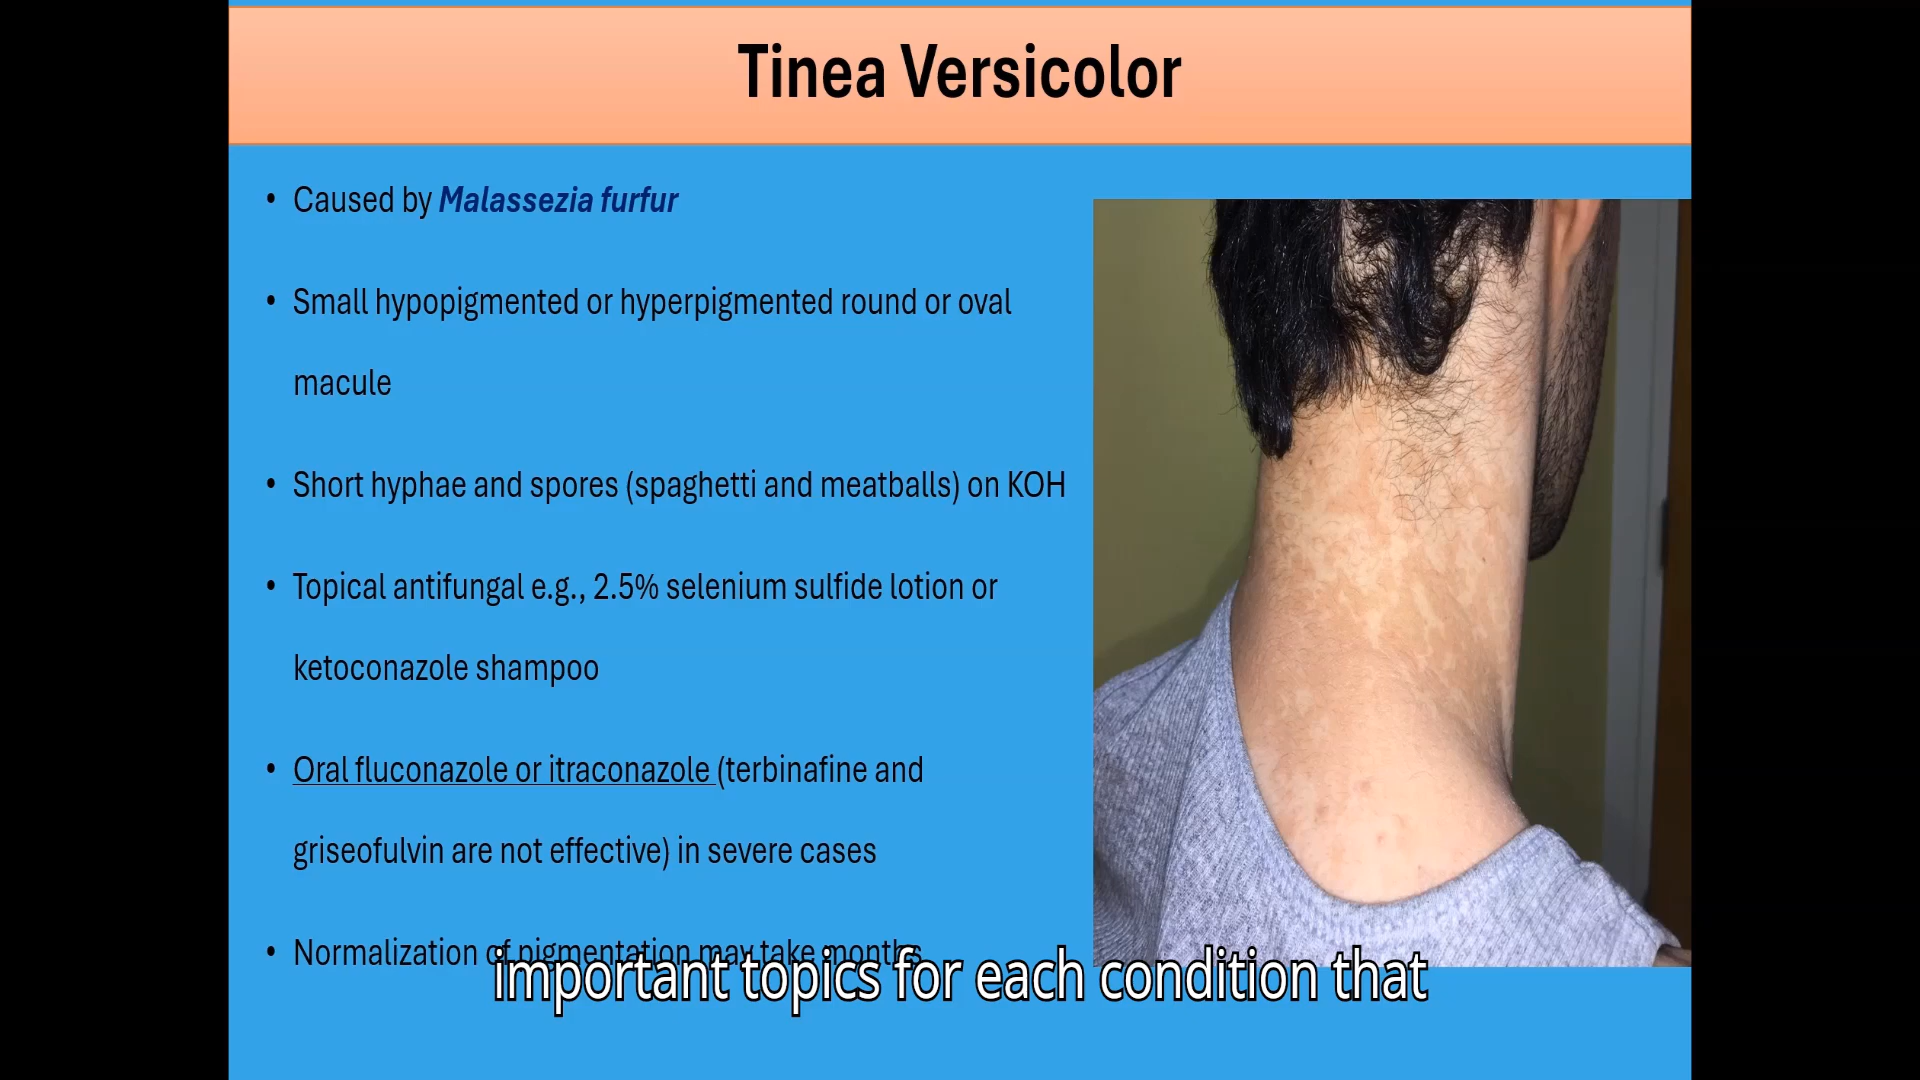 Tinea Versicolor
• Caused by Malassezia furfur
• Small hypopigmented or hyperpigmented round or oval
macule
• Short hyphae and spores (spaghetti and meatballs) on KOH
• Topical antifungal e.g., 2.5% selenium sulfide lotion or
ketoconazole shampoo
• Oral fluconazole or itraconazole (terbinafine and
griseofulvin are not effective) in severe cases
• Normalization of pigmentation may take months
important topics for each condition that